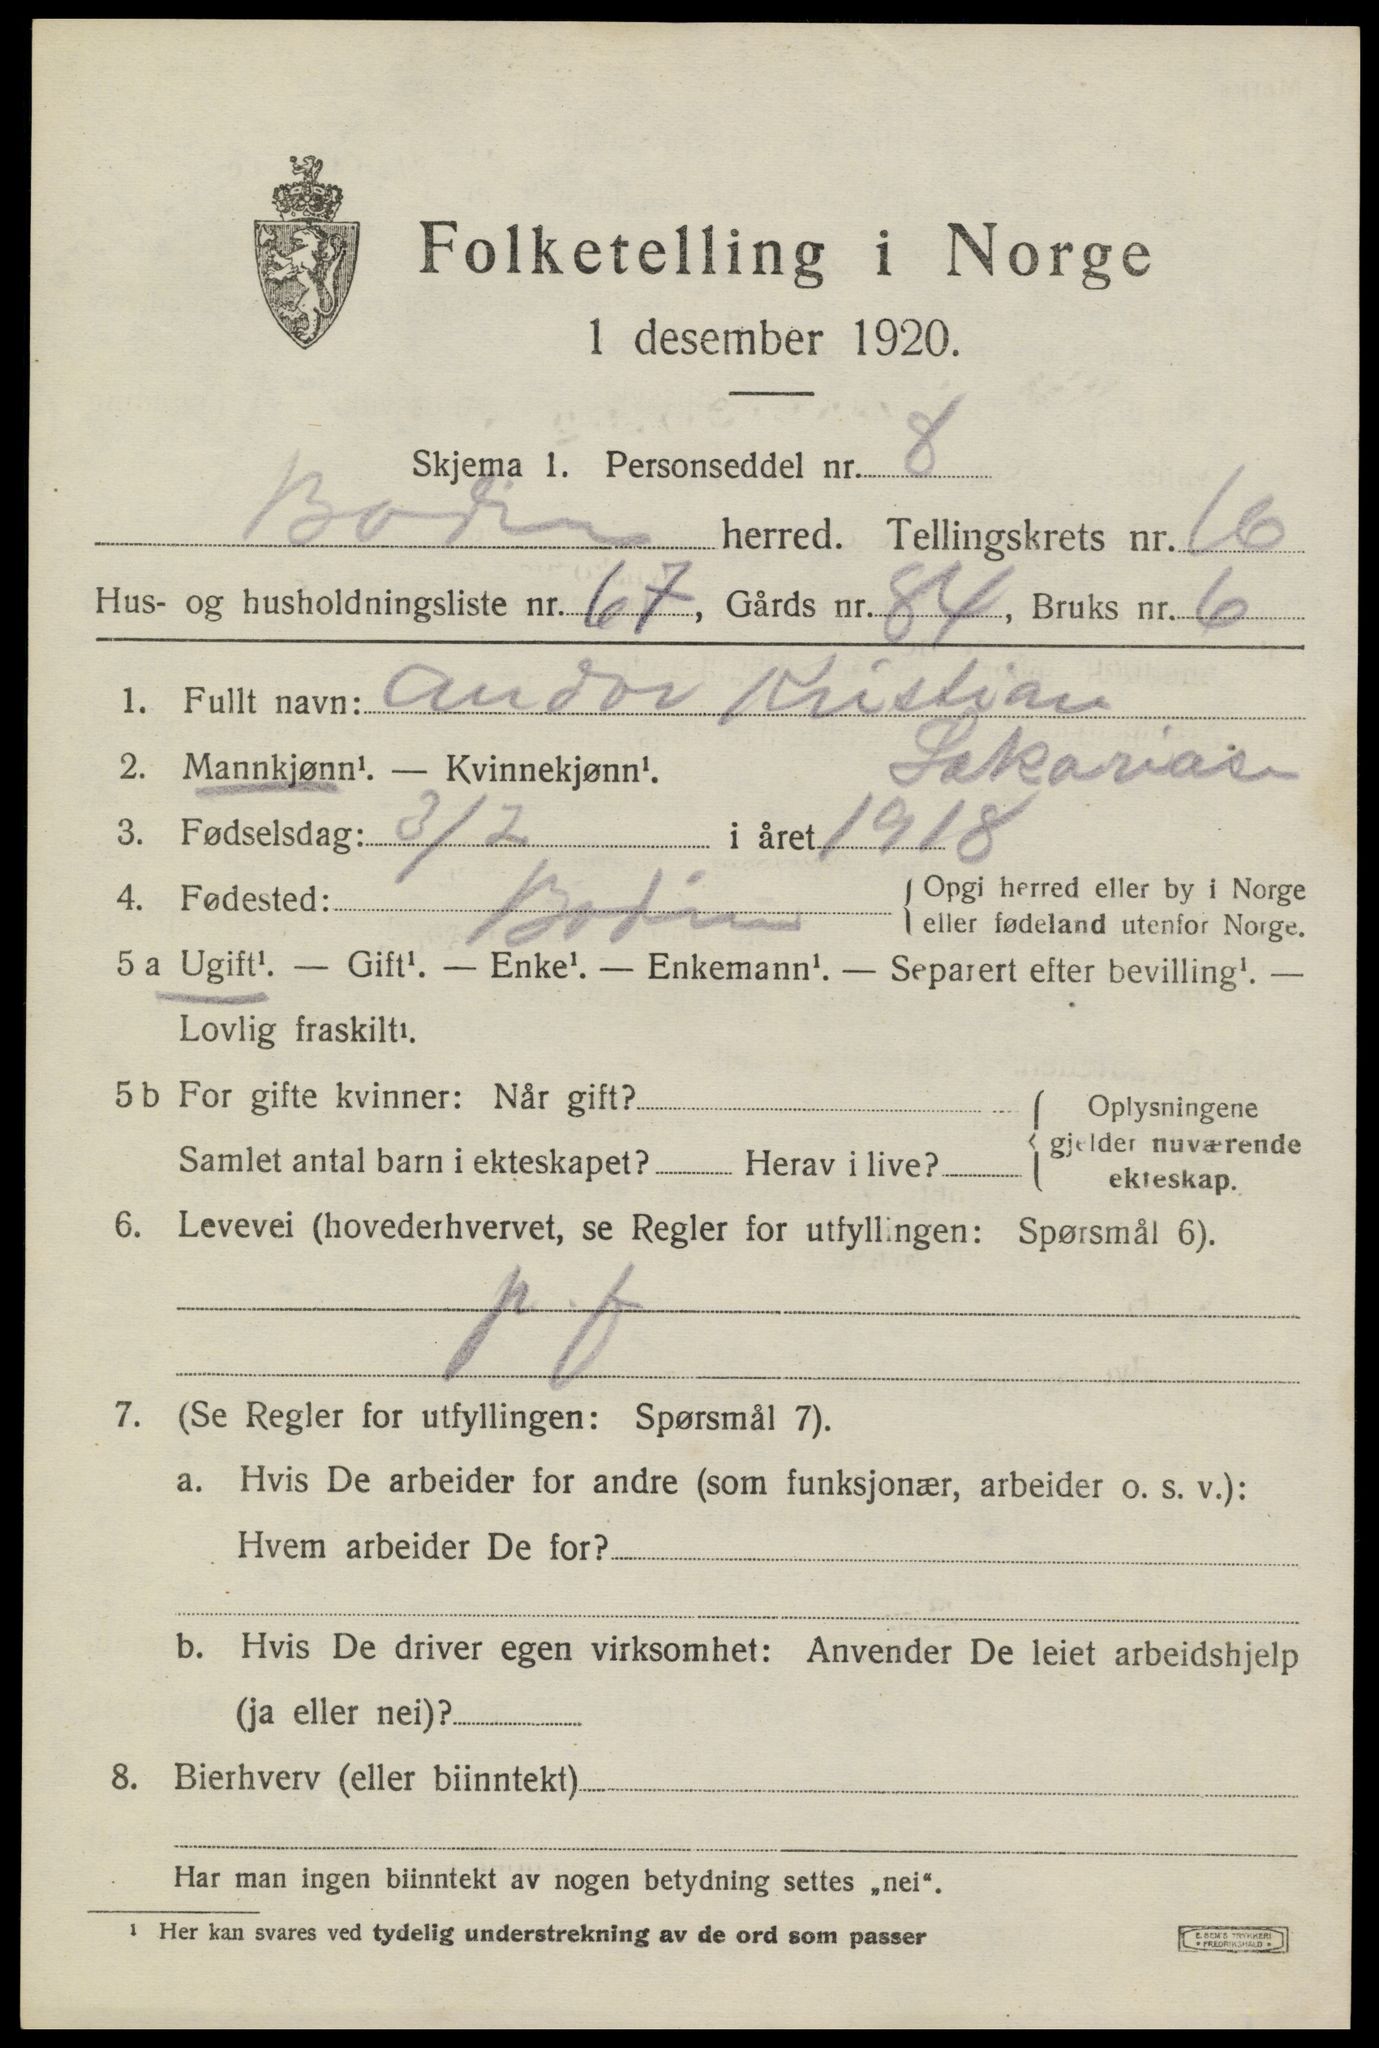 Folketelling i Norge
1 desember 1920.
Skjema 1. Personseddel nr. 8
Bodin herred. Tellingskrets nr. 16
Hus- og husholdningsliste nr. 67, Gårds nr. 84, Bruks nr. 6
1. Fullt navn: Andor Kristian
Sakariasen
2. Mannkjønn¹. — Kvinnekjønn¹.
3. Fødselsdag: 3/2 i året 1918
4. Fødested: Bodin { Opgi herred eller by i Norge
eller fødeland utenfor Norge.
5 a Ugift¹. — Gift¹. — Enke¹. — Enkemann¹. — Separert efter bevilling¹. —
Lovlig fraskilt¹.
5 b For gifte kvinner: Når gift? { Oplysningene
gjelder nuværende
ekteskap.
Samlet antal barn i ekteskapet? Herav i live?
6. Levevei (hovederhvervet, se Regler for utfyllingen: Spørsmål 6).
p. f
7. (Se Regler for utfyllingen: Spørsmål 7).
a. Hvis De arbeider for andre (som funksjonær, arbeider o. s. v.):
Hvem arbeider De for?
b. Hvis De driver egen virksomhet: Anvender De leiet arbeidshjelp
(ja eller nei)?
8. Bierhverv (eller biinntekt)
Har man ingen biinntekt av nogen betydning settes „nei“.
¹ Her kan svares ved tydelig understrekning av de ord som passer
E. SEM'S TRYKKERI
• FREDRIKSHALD •